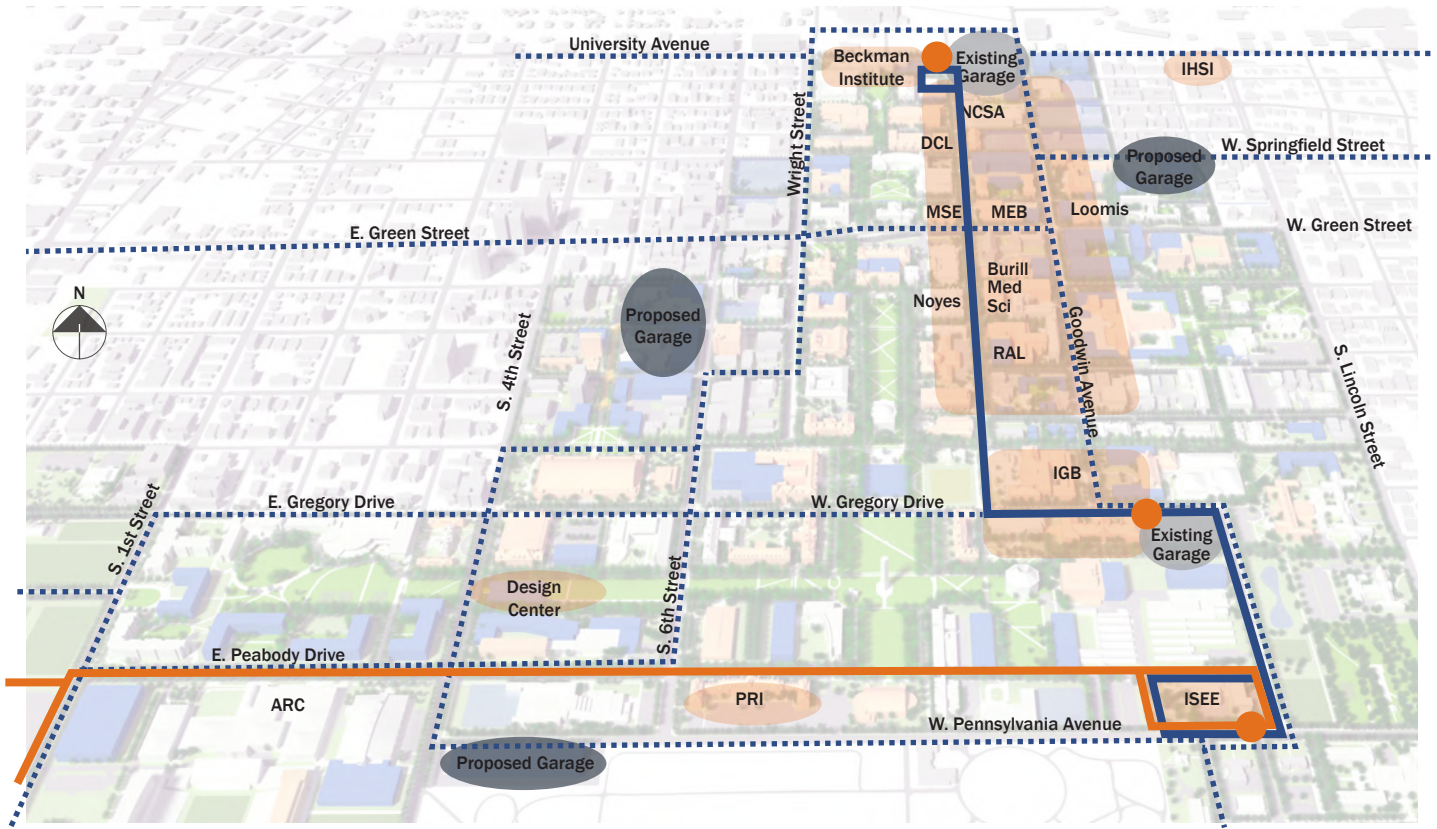 University Avenue
Beckman
Institute
Existing
Garage
IHSI
NCSA
DCL
Wright Street
Proposed
Garage
W. Springfield Street
MSE
MEB
Loomis
W. Green Street
E. Green Street
N
Burill
Med
Sci
Noyes
Proposed
Garage
RAL
Goodwin Avenue
S. 4th Street
S. Lincoln Street
IGB
E. Gregory Drive
W. Gregory Drive
S. 1st Street
Existing
Garage
Design
Center
S. 6th Street
E. Peabody Drive
ARC
PRI
ISEE
W. Pennsylvania Avenue
Proposed Garage